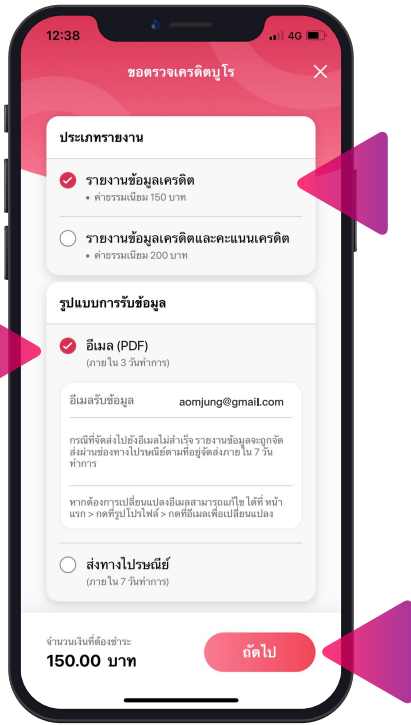 12:38
4G
ขอตรวจเครดิตบูโร
ประเภทรายงาน
รายงานข้อมูลเครดิต
• ค่าธรรมเนียม 150 บาท
รายงานข้อมูลเครดิตและคะแนนเครดิต
• ค่าธรรมเนียม 200 บาท
รูปแบบการรับข้อมูล
อีเมล (PDF)
(ภายใน 3 วันทำการ)
อีเมลรับข้อมูล aomjung@gmail.com
กรณีที่จัดส่งไปยังอีเมลไม่สำเร็จ รายงานข้อมูลจะถูกจัด
ส่งผ่านช่องทางไปรษณีย์ตามที่อยู่จัดส่งภายใน 7 วัน
ทำการ
หากต้องการเปลี่ยนแปลงอีเมลสามารถแก้ไข ได้ที่ หน้า
แรก > กดที่รูปโปรไฟล์ > กดที่อีเมลเพื่อเปลี่ยนแปลง
ส่งทางไปรษณีย์
(ภายใน 7 วันทำการ)
จำนวนเงินที่ต้องชำระ
150.00 บาท
ถัดไป